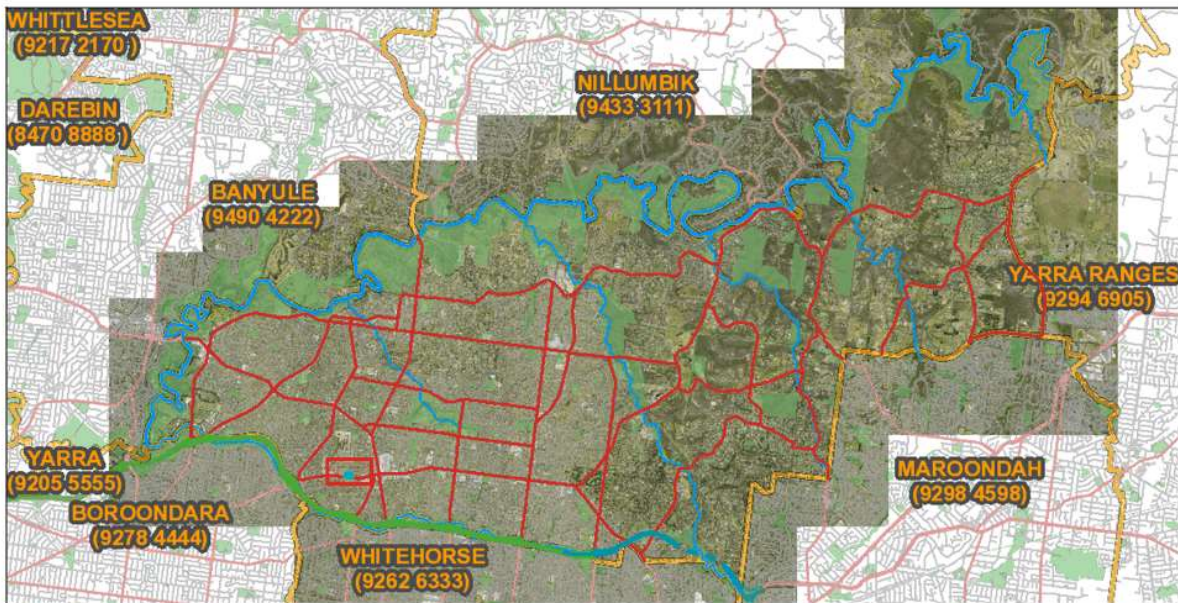 WHITTLESEA
(9217 2170 )
DAREBIN
(8470 8888 )
NILLUMBIK
(9433 3111)
BANYULE
(9490 4222)
YARRA RANGES
(9294 6905)
YARRA
(9205 5555)
BOROONDARA
(9278 4444)
WHITEHORSE
(9262 6333)
MAROONDAH
(9298 4598)